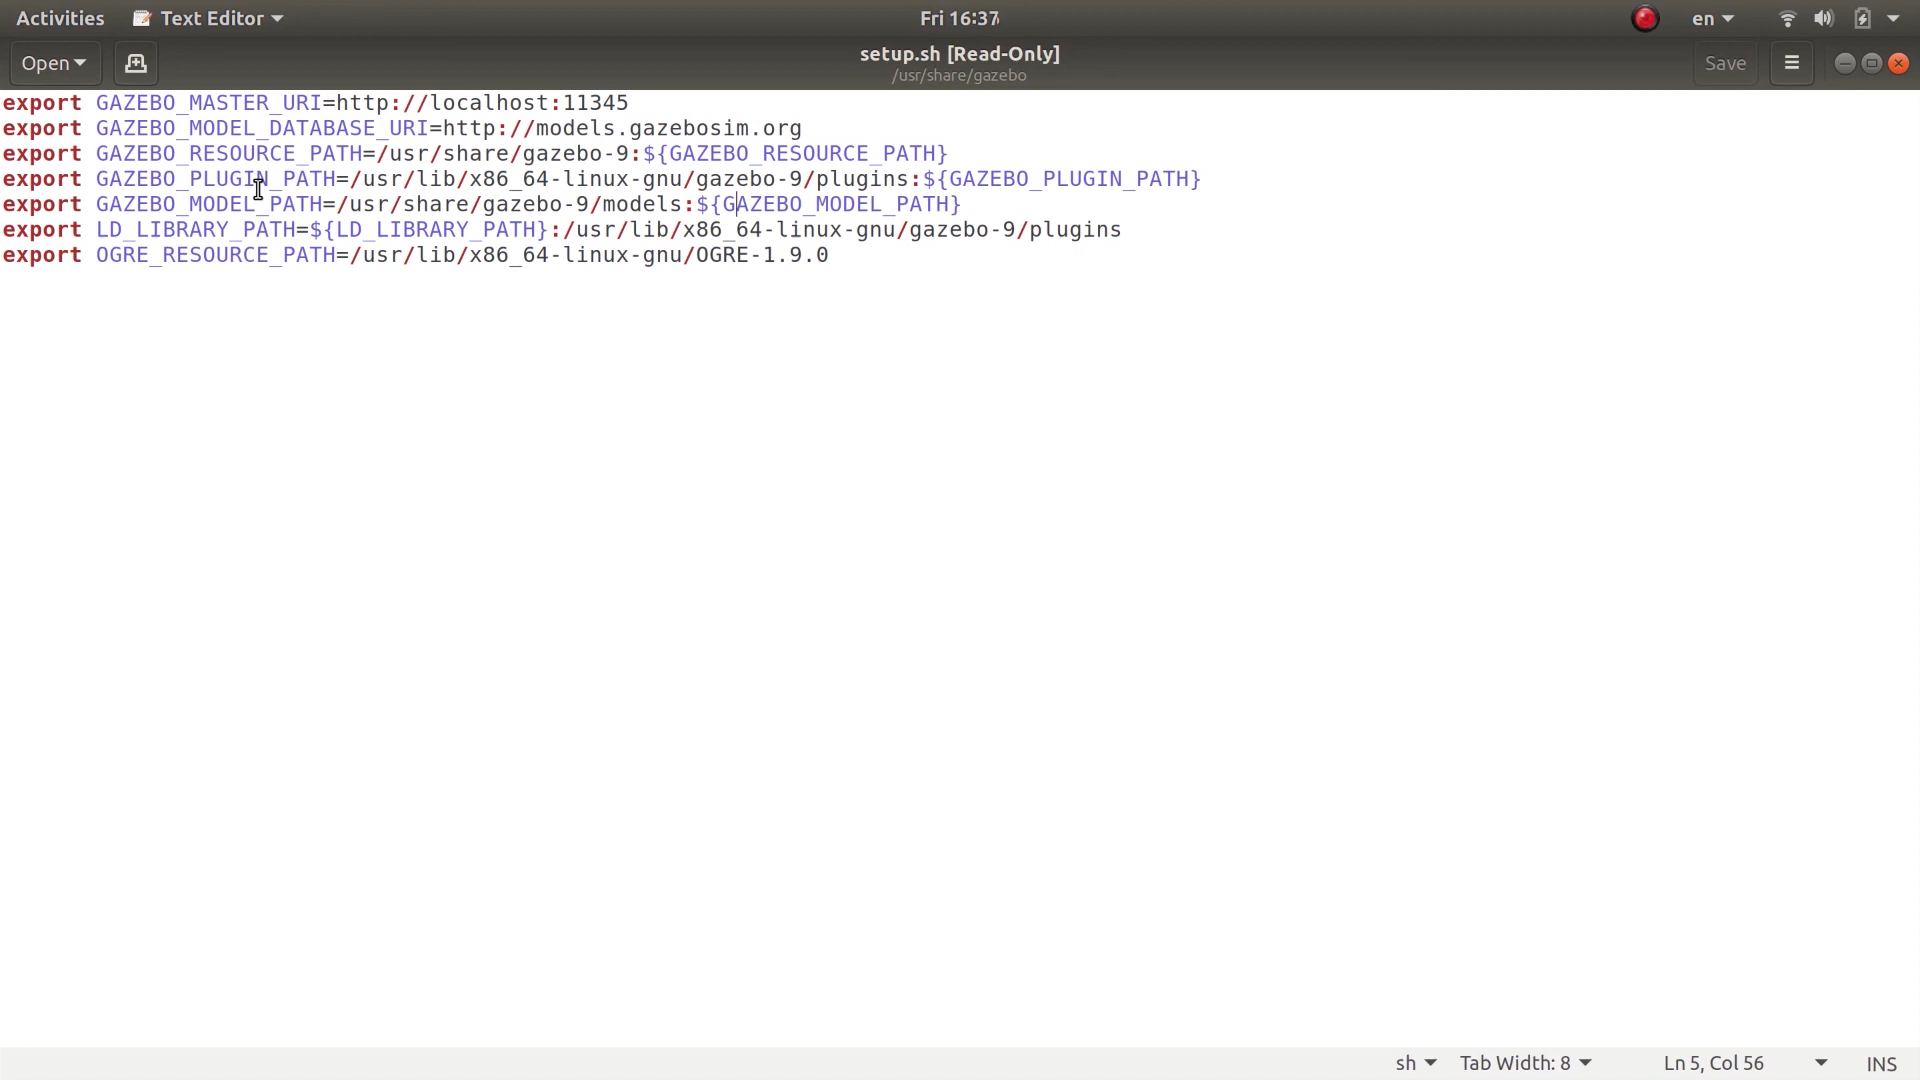 Activities Text Editor Fri 16:37 en
Open setup.sh [Read-Only] Save
/usr/share/gazebo
export GAZEBO_MASTER_URI=http://localhost:11345
export GAZEBO_MODEL_DATABASE_URI=http://models.gazebosim.org
export GAZEBO_RESOURCE_PATH=/usr/share/gazebo-9:${GAZEBO_RESOURCE_PATH}
export GAZEBO_PLUGIN_PATH=/usr/lib/x86_64-linux-gnu/gazebo-9/plugins:${GAZEBO_PLUGIN_PATH}
export GAZEBO_MODEL_PATH=/usr/share/gazebo-9/models:${GAZEBO_MODEL_PATH}
export LD_LIBRARY_PATH=${LD_LIBRARY_PATH}:/usr/lib/x86_64-linux-gnu/gazebo-9/plugins
export OGRE_RESOURCE_PATH=/usr/lib/x86_64-linux-gnu/OGRE-1.9.0
sh Tab Width: 8 Ln 5, Col 56 INS